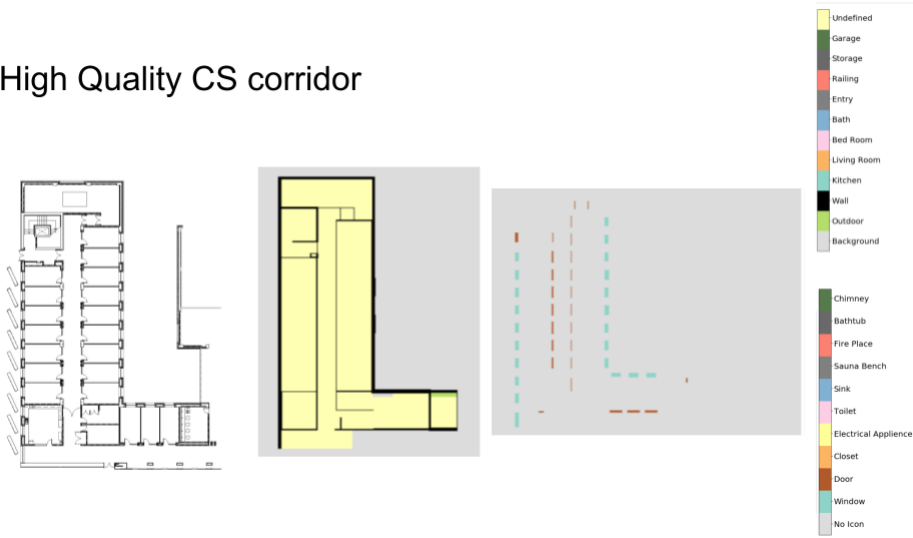 High Quality CS corridor
Undefined
Garage
Storage
Railing
Entry
Bath
Bed Room
Living Room
Kitchen
Wall
Outdoor
Background
Chimney
Bathtub
Fire Place
Sauna Bench
Sink
Toilet
Electrical Applience
Closet
Door
Window
No Icon